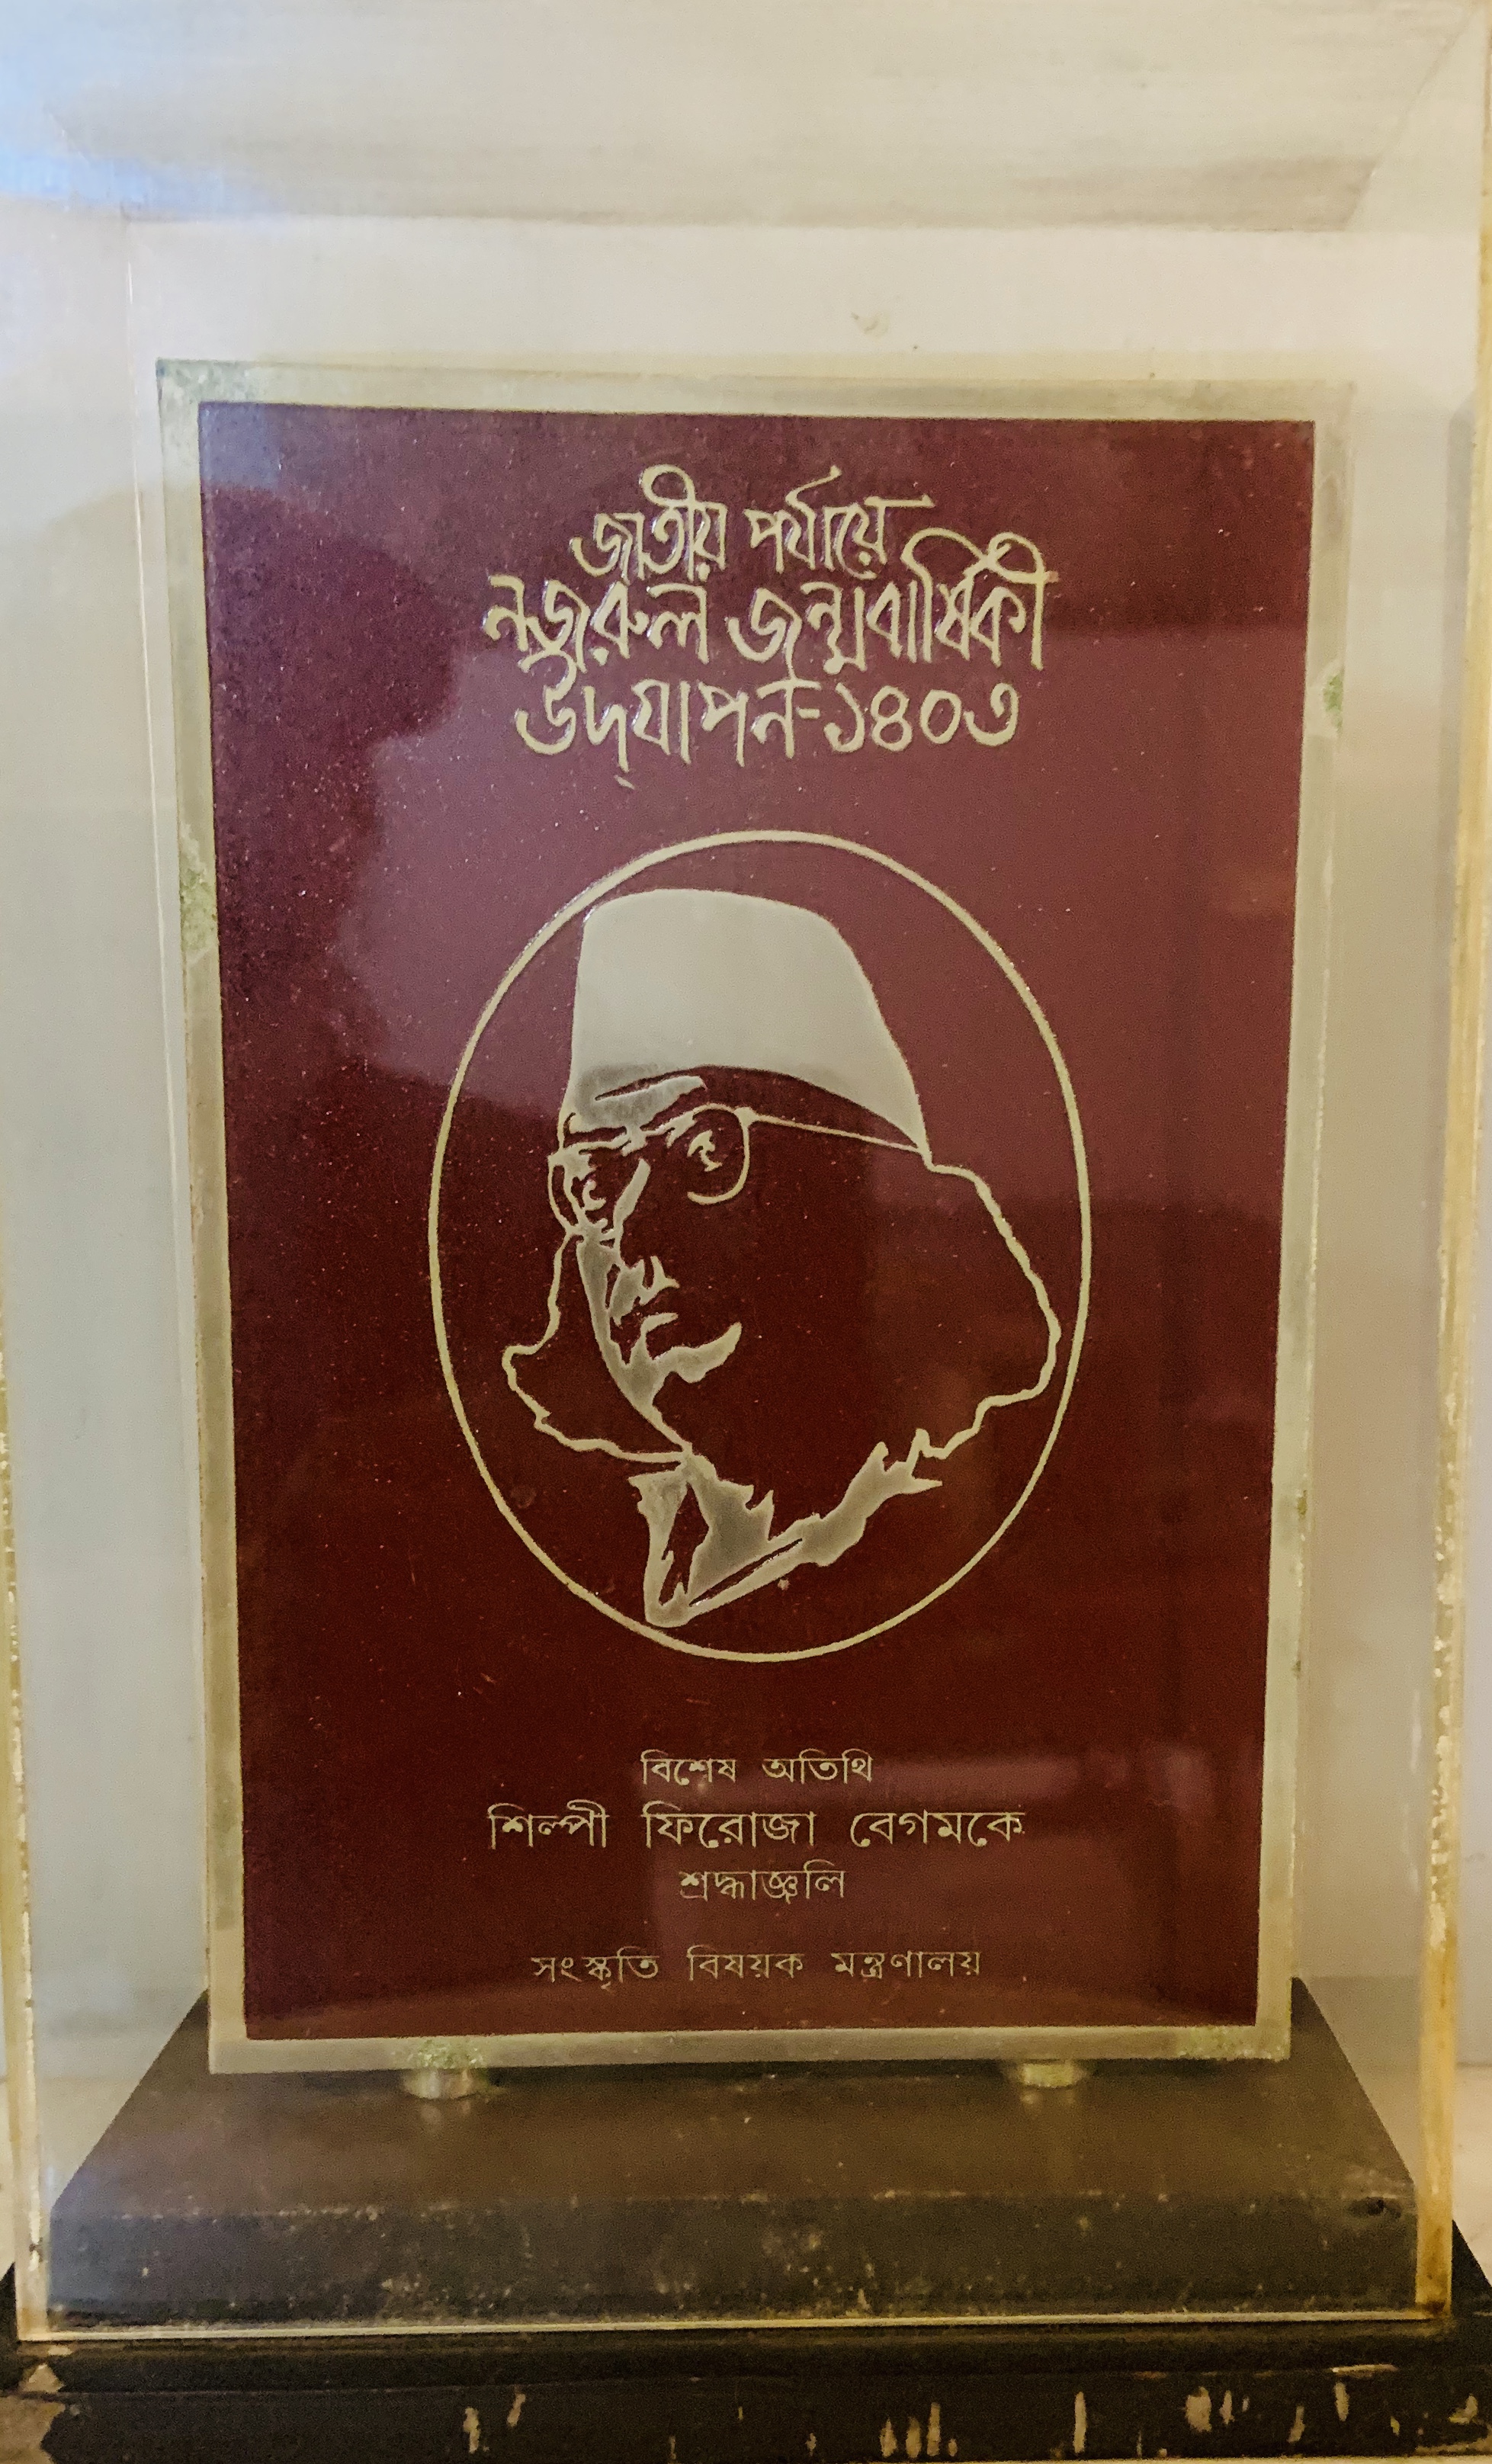 জাতীয় পর্যায়ে
নজরুল জন্মবার্ষিকী
উদ্‌যাপন-১৪০৩
বিশেষ অতিথি
শিল্পী ফিরোজা বেগমকে
শ্রদ্ধাঞ্জলি
সংস্কৃতি বিষয়ক মন্ত্রণালয়